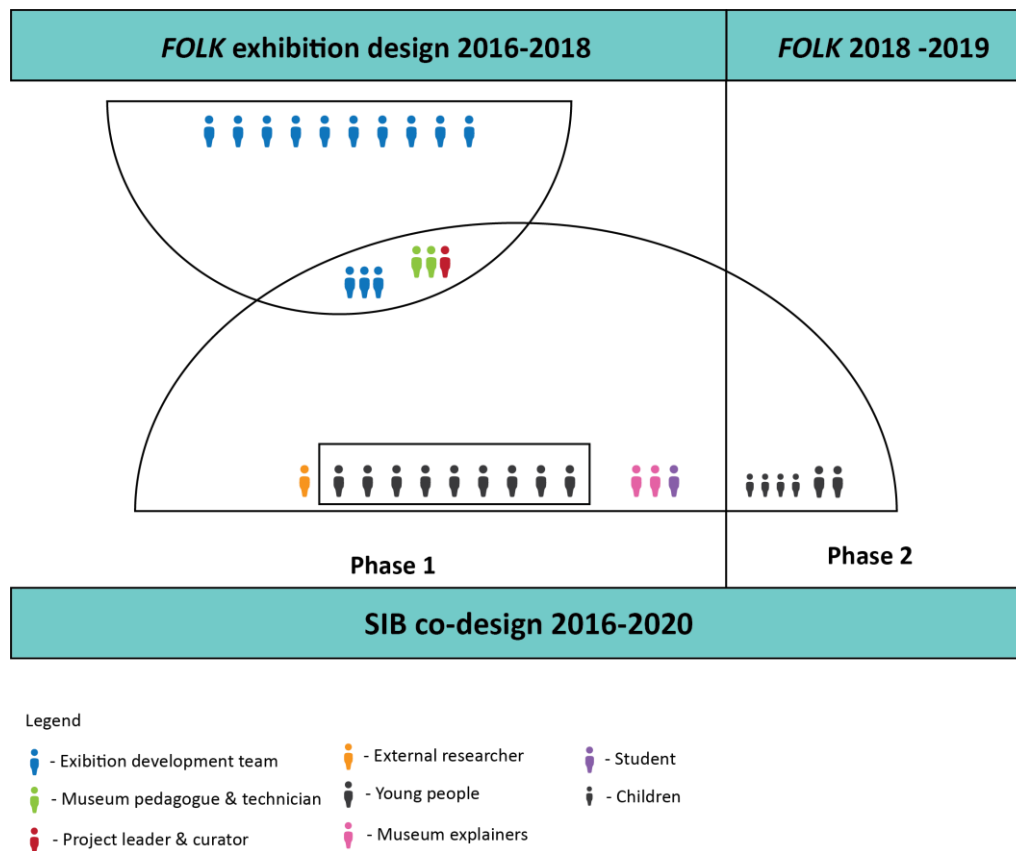 FOLK exhibition design 2016-2018
FOLK 2018 -2019
Phase 1
Phase 2
SIB co-design 2016-2020
Legend
- Exibition development team
- Museum pedagogue & technician
- Project leader & curator
- External researcher
- Young people
- Museum explainers
- Student
- Children